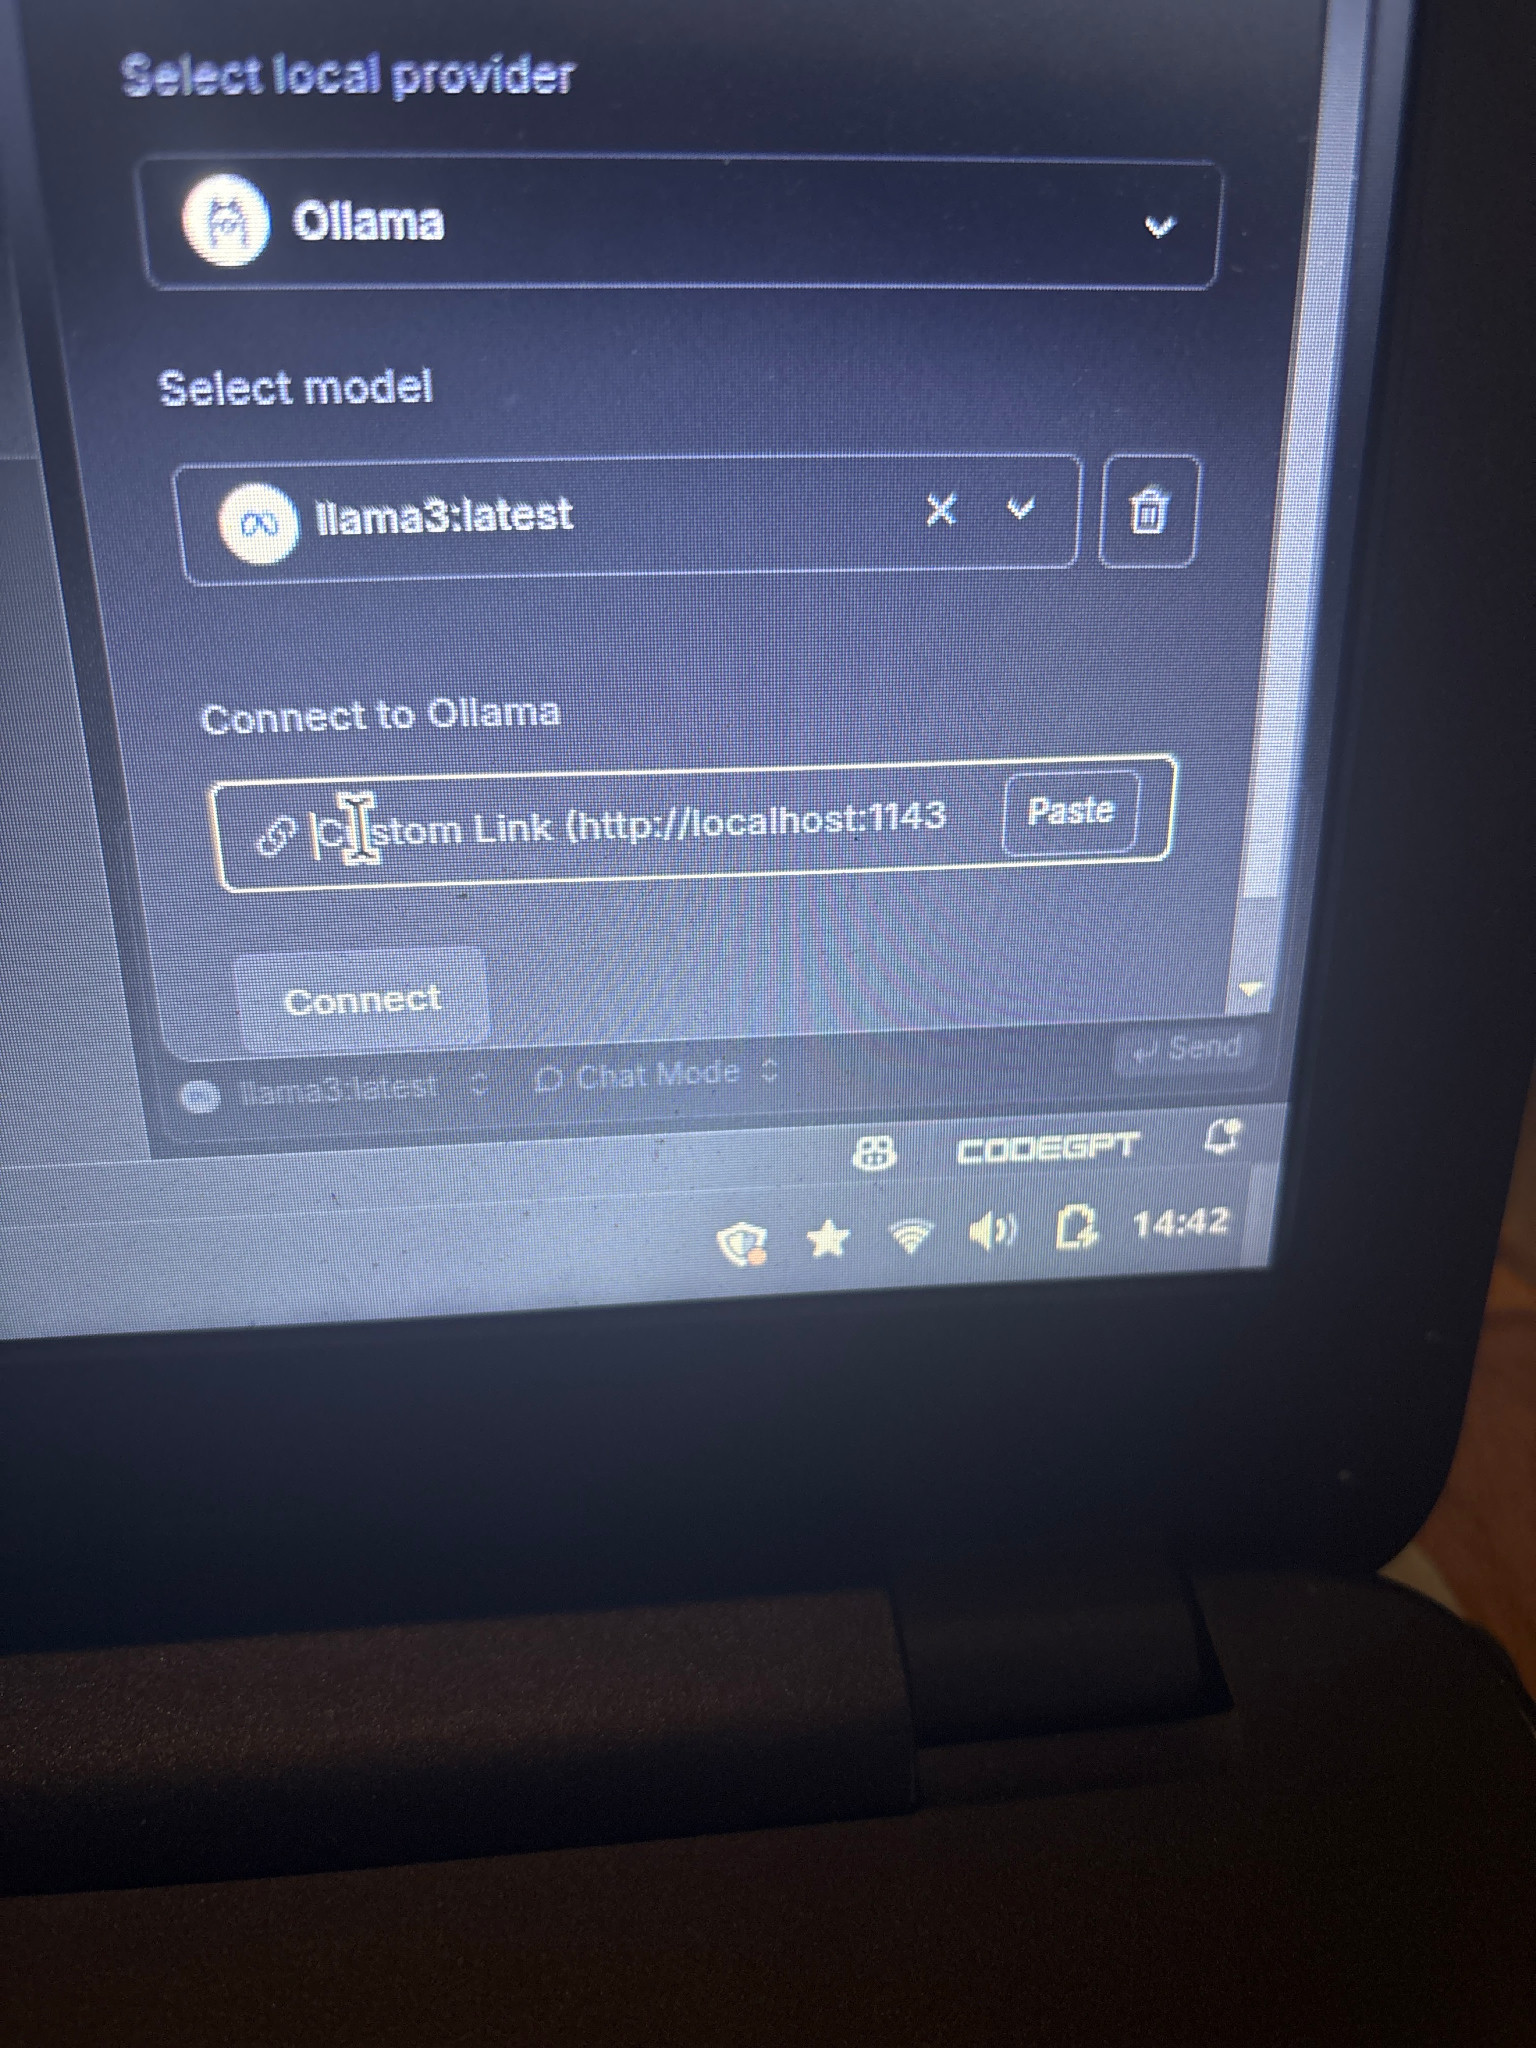 Select local provider
Ollama
Select model
llama3:latest
Connect to Ollama
Custom Link (http://localhost:1143
Paste
Connect
llama3:latest
Chat Mode
Send
CODEGPT
14:42